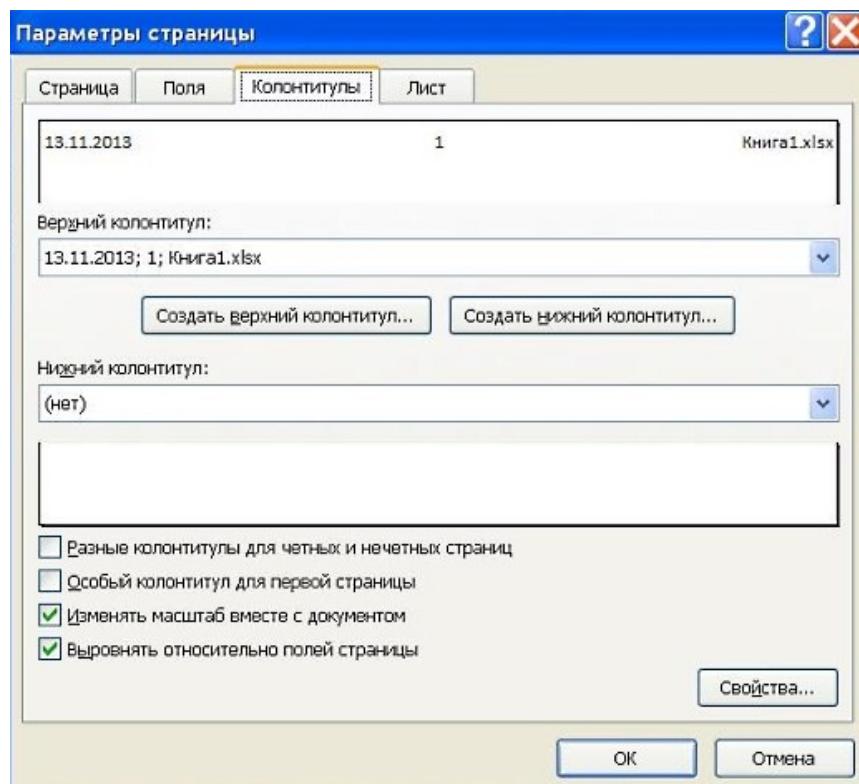 Параметры страницы
Страница Поля Колонтитулы Лист
13.11.2013 1 Книга1.xlsx
Верхний колонтитул:
13.11.2013; 1; Книга1.xlsx
Создать верхний колонтитул... Создать нижний колонтитул...
Нижний колонтитул:
(нет)
Разные колонтитулы для четных и нечетных страниц
Особый колонтитул для первой страницы
Изменять масштаб вместе с документом
Выровнять относительно полей страницы
Свойства...
ОК Отмена